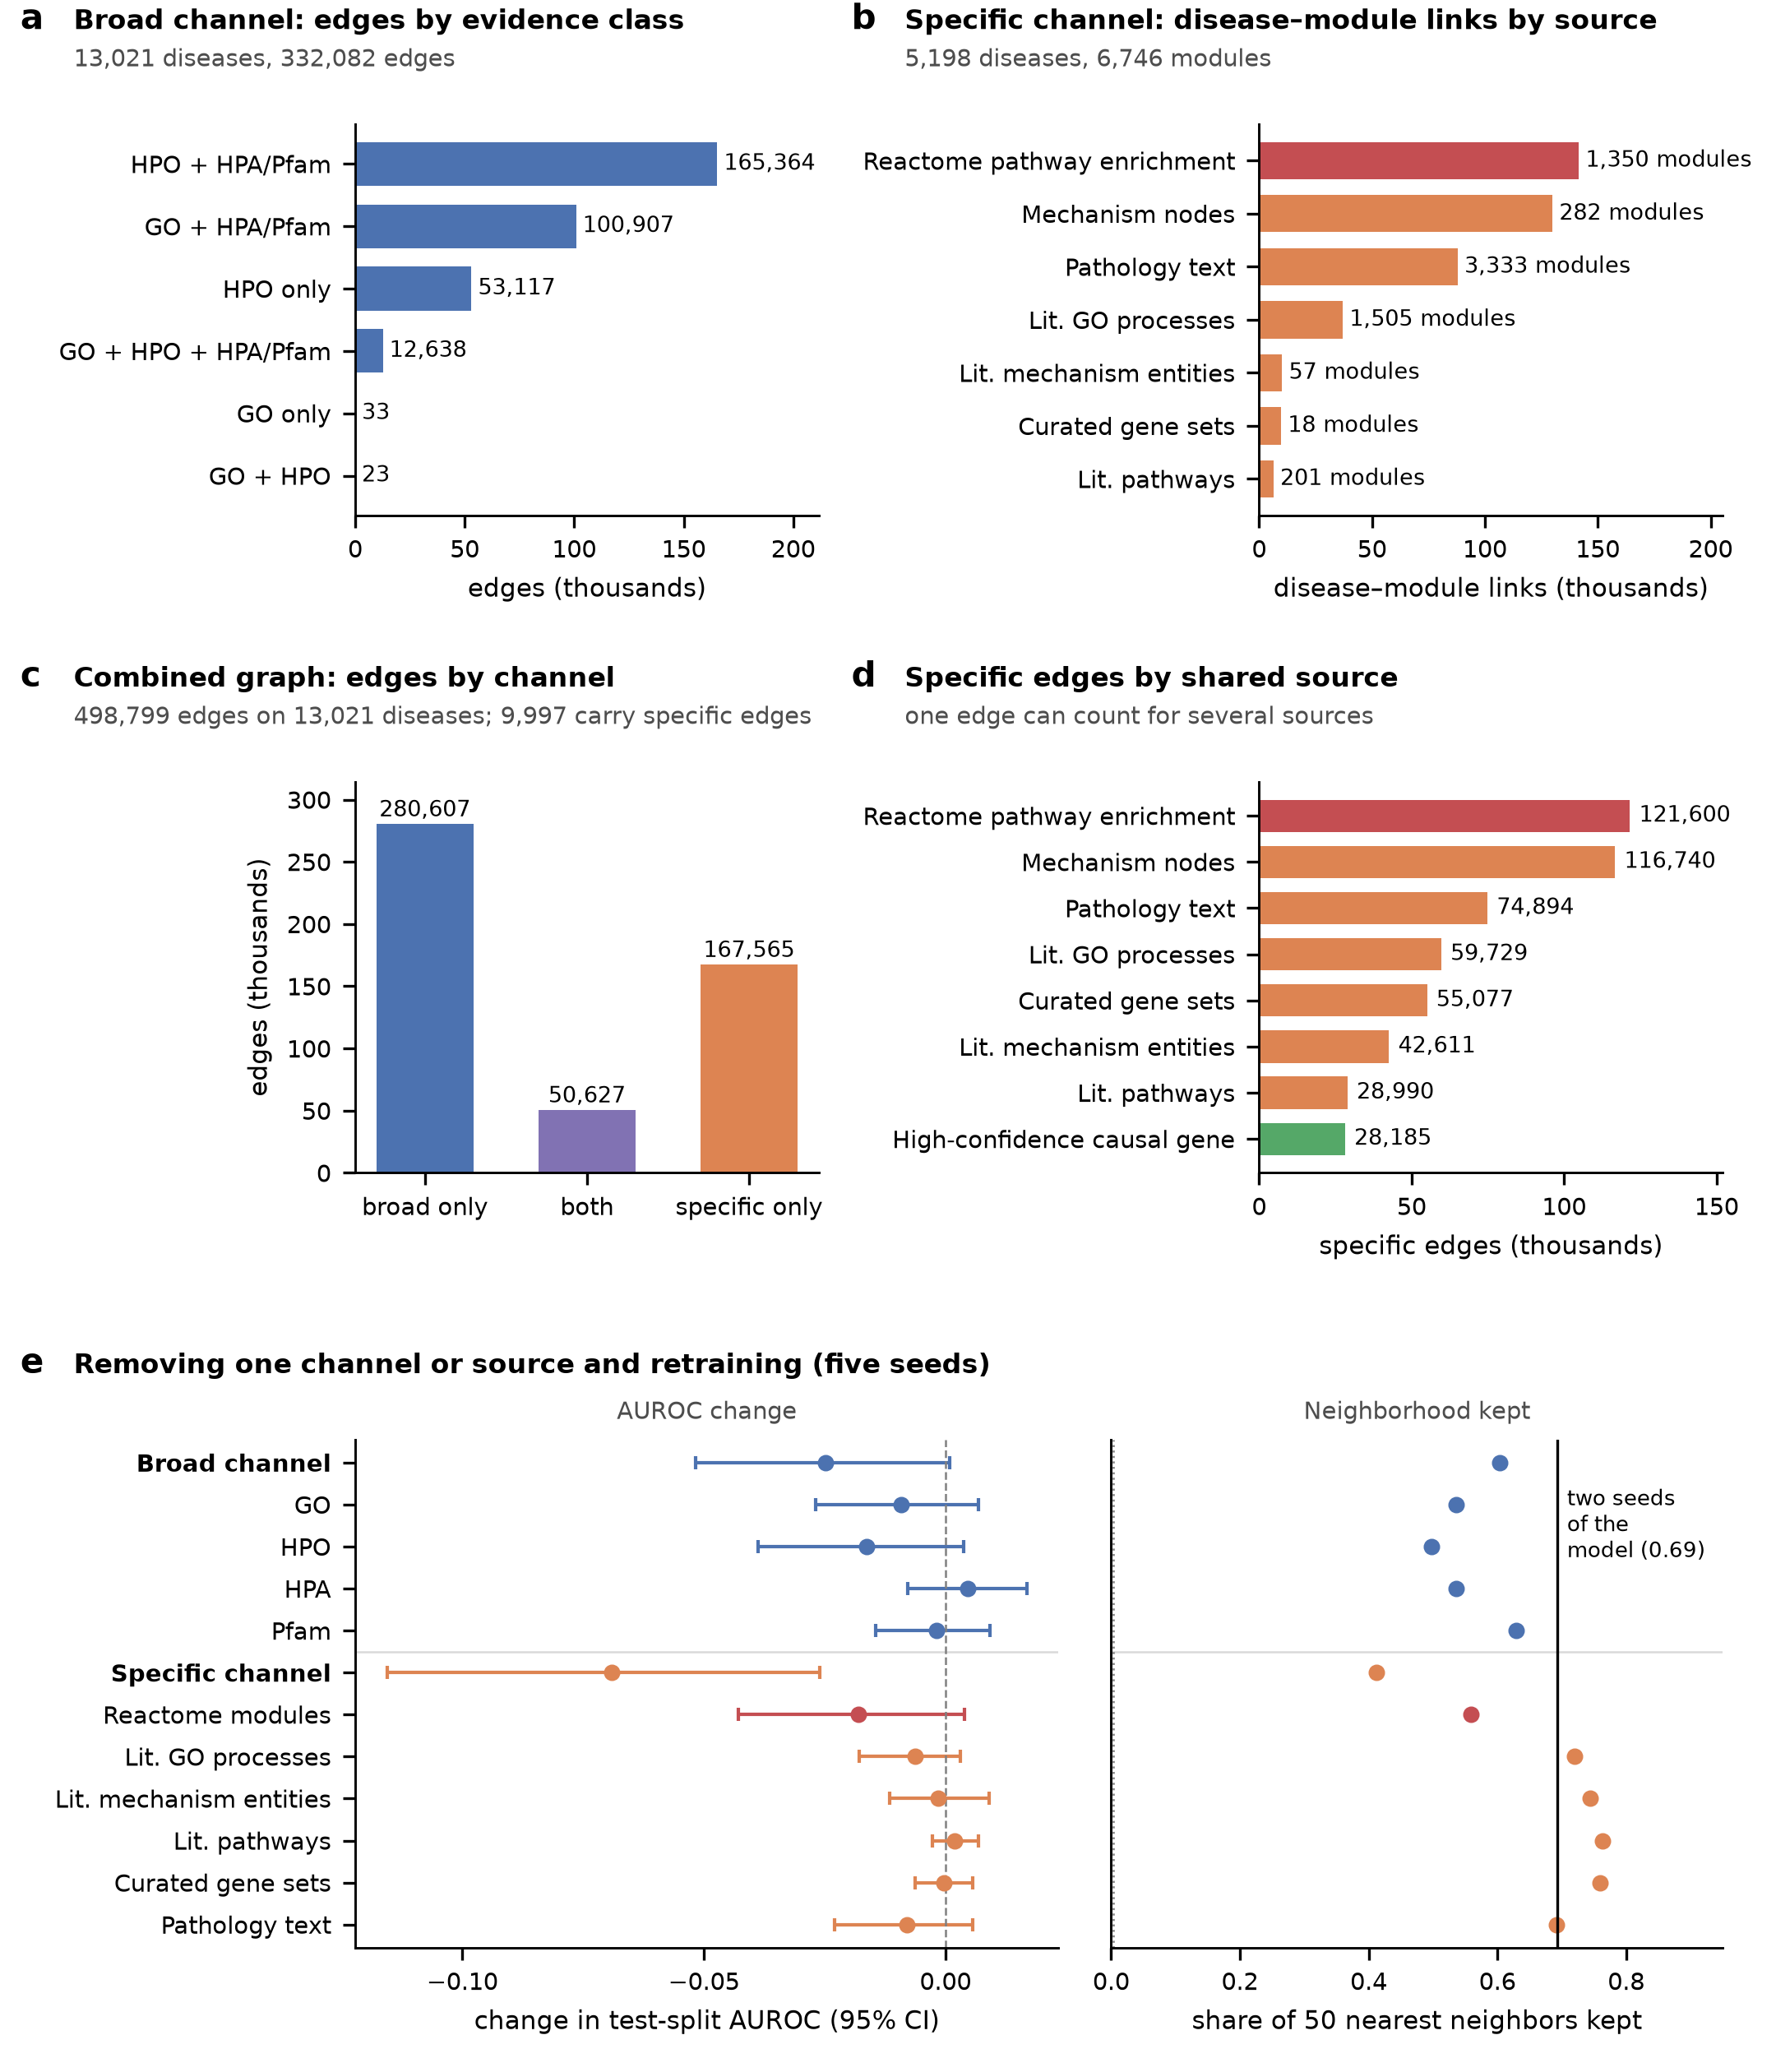 a Broad channel: edges by evidence class
13,021 diseases, 332,082 edges
HPO + HPA/Pfam 165,364
GO + HPA/Pfam 100,907
HPO only 53,117
GO + HPO + HPA/Pfam 12,638
GO only 33
GO + HPO 23
0 50 100 150 200
edges (thousands)
b Specific channel: disease–module links by source
5,198 diseases, 6,746 modules
Reactome pathway enrichment 1,350 modules
Mechanism nodes 282 modules
Pathology text 3,333 modules
Lit. GO processes 1,505 modules
Lit. mechanism entities 57 modules
Curated gene sets 18 modules
Lit. pathways 201 modules
0 50 100 150 200
disease–module links (thousands)
c Combined graph: edges by channel
498,799 edges on 13,021 diseases; 9,997 carry specific edges
edges (thousands)
300
250
200
150
100
50
0
280,607
50,627
167,565
broad only both specific only
d Specific edges by shared source
one edge can count for several sources
Reactome pathway enrichment 121,600
Mechanism nodes 116,740
Pathology text 74,894
Lit. GO processes 59,729
Curated gene sets 55,077
Lit. mechanism entities 42,611
Lit. pathways 28,990
High-confidence causal gene 28,185
0 50 100 150
specific edges (thousands)
e Removing one channel or source and retraining (five seeds)
AUROC change
Broad channel
GO
HPO
HPA
Pfam
Specific channel
Reactome modules
Lit. GO processes
Lit. mechanism entities
Lit. pathways
Curated gene sets
Pathology text
−0.10 −0.05 0.00
change in test-split AUROC (95% CI)
Neighborhood kept
two seeds
of the
model (0.69)
0.0 0.2 0.4 0.6 0.8
share of 50 nearest neighbors kept